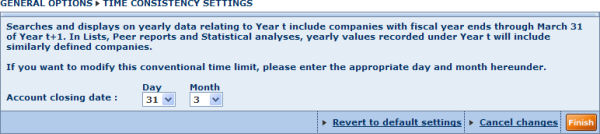 GENERAL OPTIONS ▸ TIME CONSISTENCY SETTINGS
Searches and displays on yearly data relating to Year t include companies with fiscal year ends through March 31
of Year t+1. In Lists, Peer reports and Statistical analyses, yearly values recorded under Year t will include
similarly defined companies.
If you want to modify this conventional time limit, please enter the appropriate day and month hereunder.
Day Month
Account closing date : 31 3
Revert to default settings Cancel changes Finish